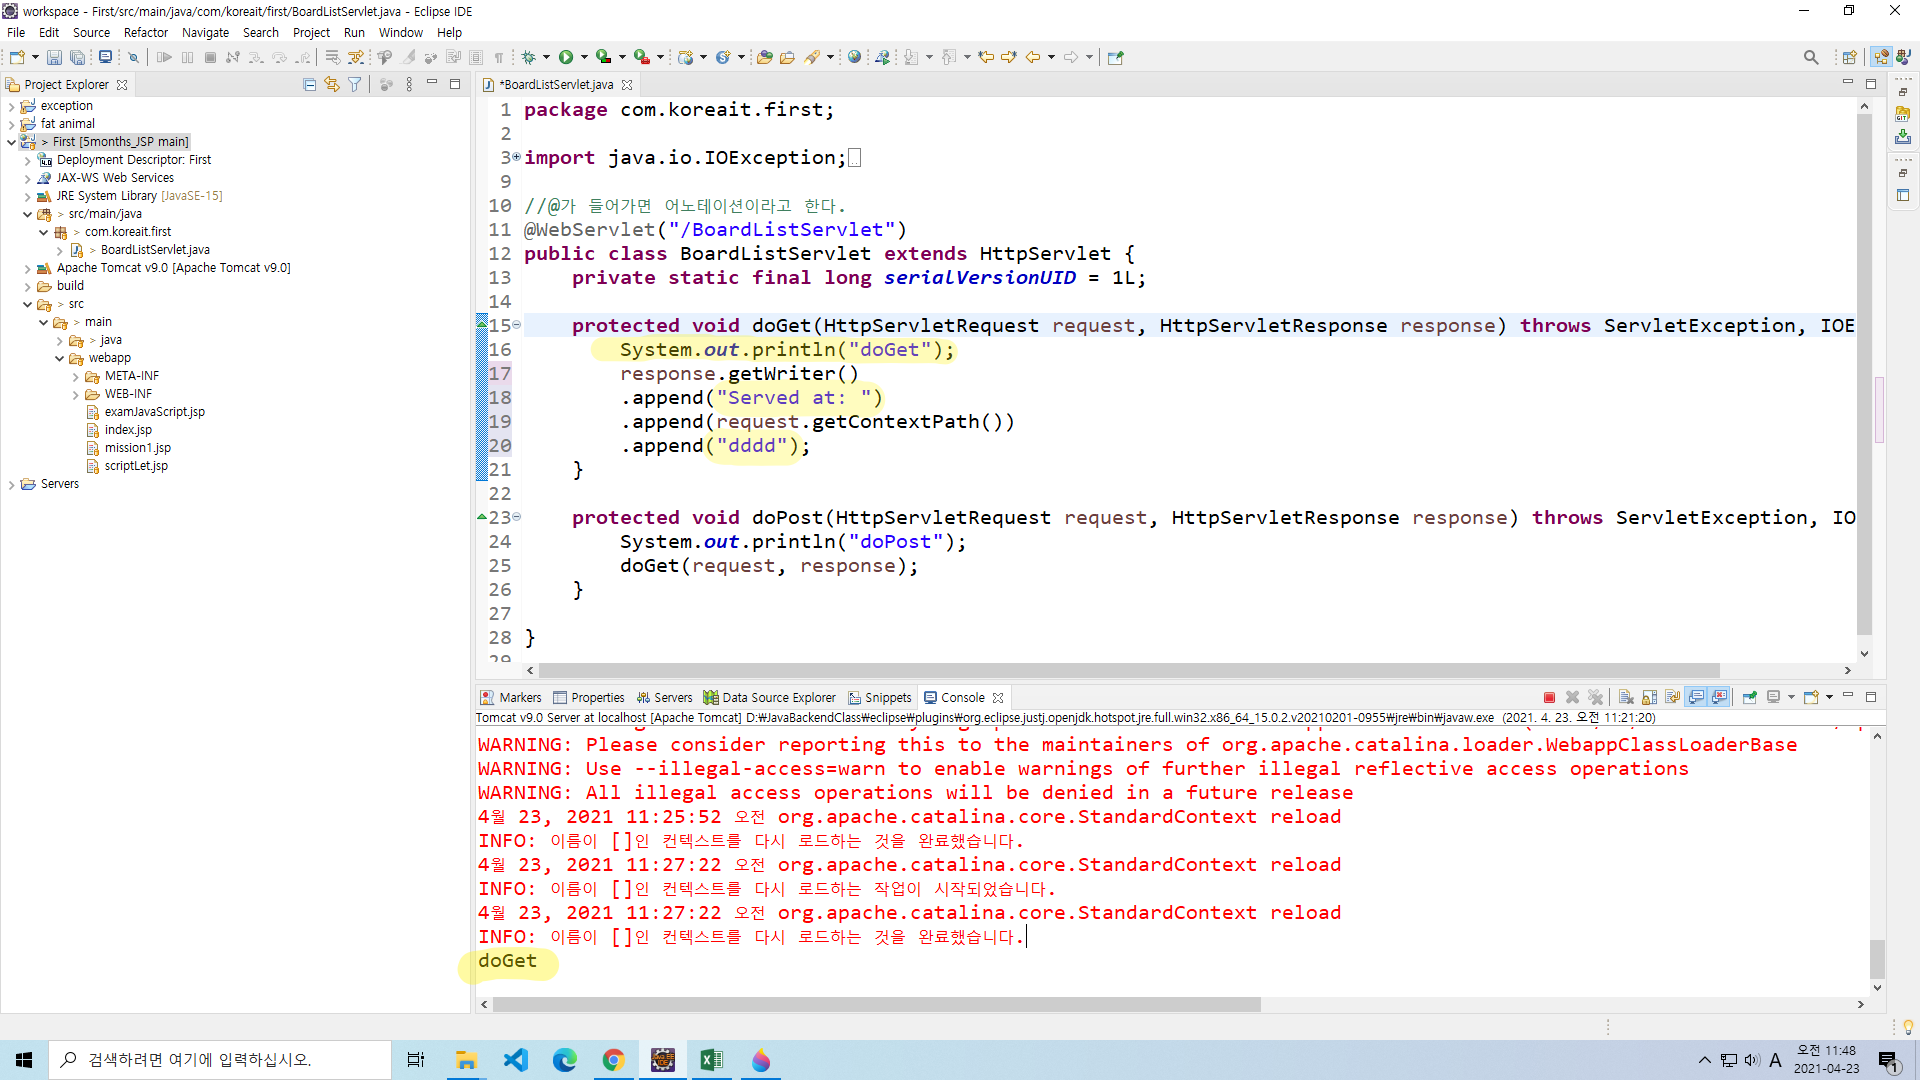 workspace - First/src/main/java/com/koreait/first/BoardListServlet.java - Eclipse IDE
File Edit Source Refactor Navigate Search Project Run Window Help
Project Explorer
exception
fat animal
> First [5months_JSP main]
Deployment Descriptor: First
JAX-WS Web Services
JRE System Library [JavaSE-15]
> src/main/java
> com.koreait.first
> BoardListServlet.java
Apache Tomcat v9.0 [Apache Tomcat v9.0]
build
> src
> main
> java
> webapp
META-INF
WEB-INF
examJavaScript.jsp
index.jsp
mission1.jsp
scriptLet.jsp
Servers
*BoardListServlet.java
1 package com.koreait.first;
2
3 import java.io.IOException;
9
10 //@가 들어가면 어노테이션이라고 한다.
11 @WebServlet("/BoardListServlet")
12 public class BoardListServlet extends HttpServlet {
13 private static final long serialVersionUID = 1L;
14
15 protected void doGet(HttpServletRequest request, HttpServletResponse response) throws ServletException, IOE
16 System.out.println("doGet");
17 response.getWriter()
18 .append("Served at: ")
19 .append(request.getContextPath())
20 .append("dddd");
21 }
22
23 protected void doPost(HttpServletRequest request, HttpServletResponse response) throws ServletException, IO
24 System.out.println("doPost");
25 doGet(request, response);
26 }
27
28 }
29
Markers Properties Servers Data Source Explorer Snippets Console
Tomcat v9.0 Server at localhost [Apache Tomcat] D:₩JavaBackendClass₩eclipse₩plugins₩org.eclipse.justj.openjdk.hotspot.jre.full.win32.x86_64_15.0.2.v20210201-0955₩jre₩bin₩javaw.exe (2021. 4. 23. 오전 11:21:20)
WARNING: Please consider reporting this to the maintainers of org.apache.catalina.loader.WebappClassLoaderBase
WARNING: Use --illegal-access=warn to enable warnings of further illegal reflective access operations
WARNING: All illegal access operations will be denied in a future release
4월 23, 2021 11:25:52 오전 org.apache.catalina.core.StandardContext reload
INFO: 이름이 []인 컨텍스트를 다시 로드하는 것을 완료했습니다.
4월 23, 2021 11:27:22 오전 org.apache.catalina.core.StandardContext reload
INFO: 이름이 []인 컨텍스트를 다시 로드하는 작업이 시작되었습니다.
4월 23, 2021 11:27:22 오전 org.apache.catalina.core.StandardContext reload
INFO: 이름이 []인 컨텍스트를 다시 로드하는 것을 완료했습니다.
doGet
검색하려면 여기에 입력하십시오.
A
오전 11:48
2021-04-23
1